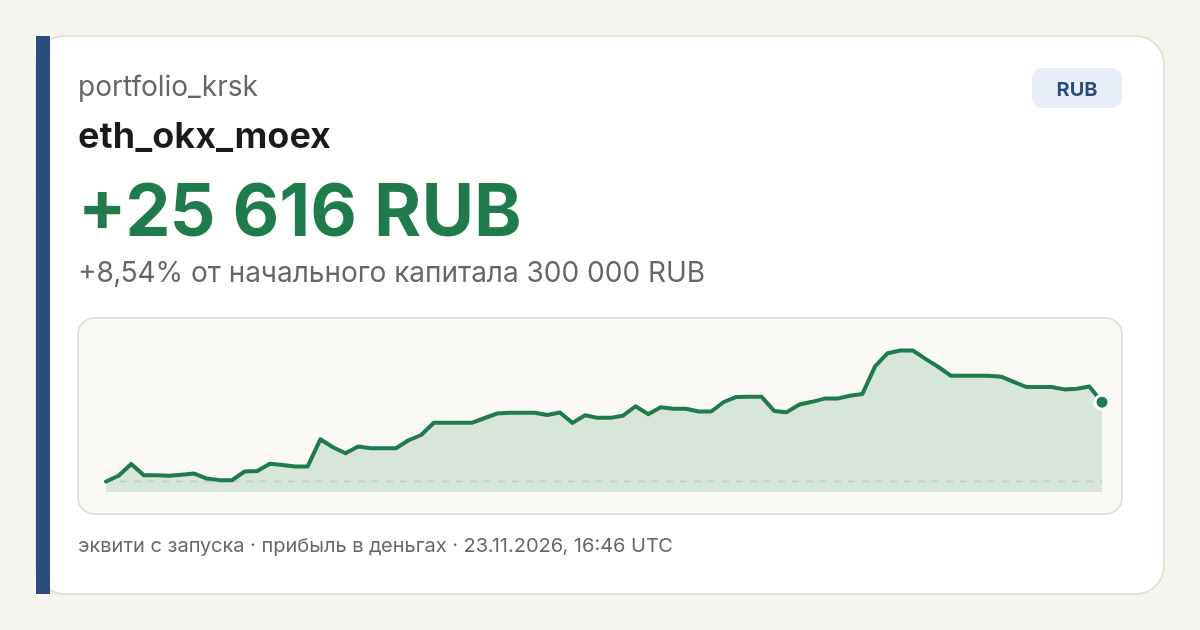 portfolio_krsk
RUB
eth_okx_moex
+25 616 RUB
+8,54% от начального капитала 300 000 RUB
эквити с запуска · прибыль в деньгах · 23.11.2026, 16:46 UTC